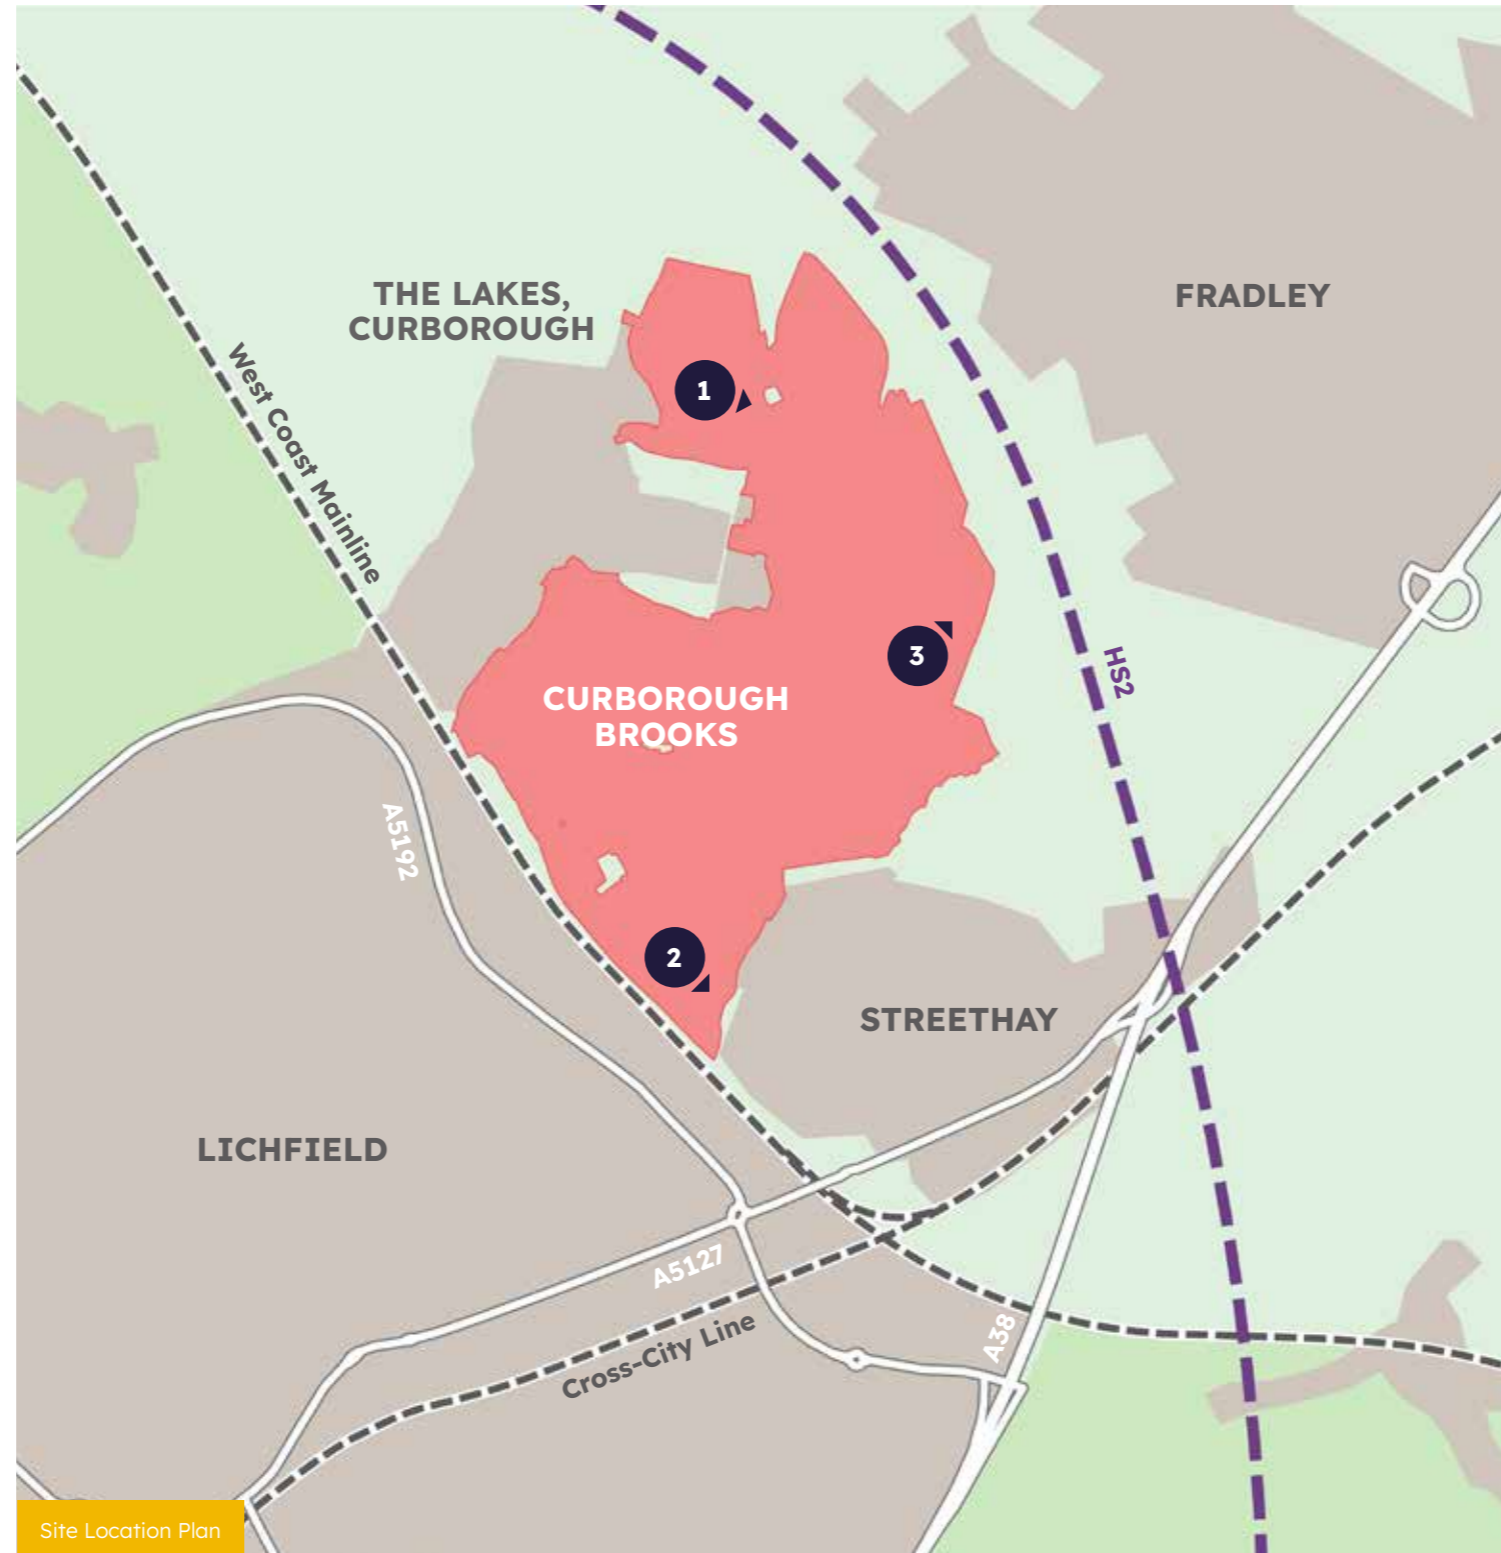 THE LAKES,
CURBOROUGH
FRADLEY
West Coast Mainline
1
3
HS2
CURBOROUGH
BROOKS
A5192
2
STREETHAY
LICHFIELD
A5127
Cross-City Line
A38
Site Location Plan